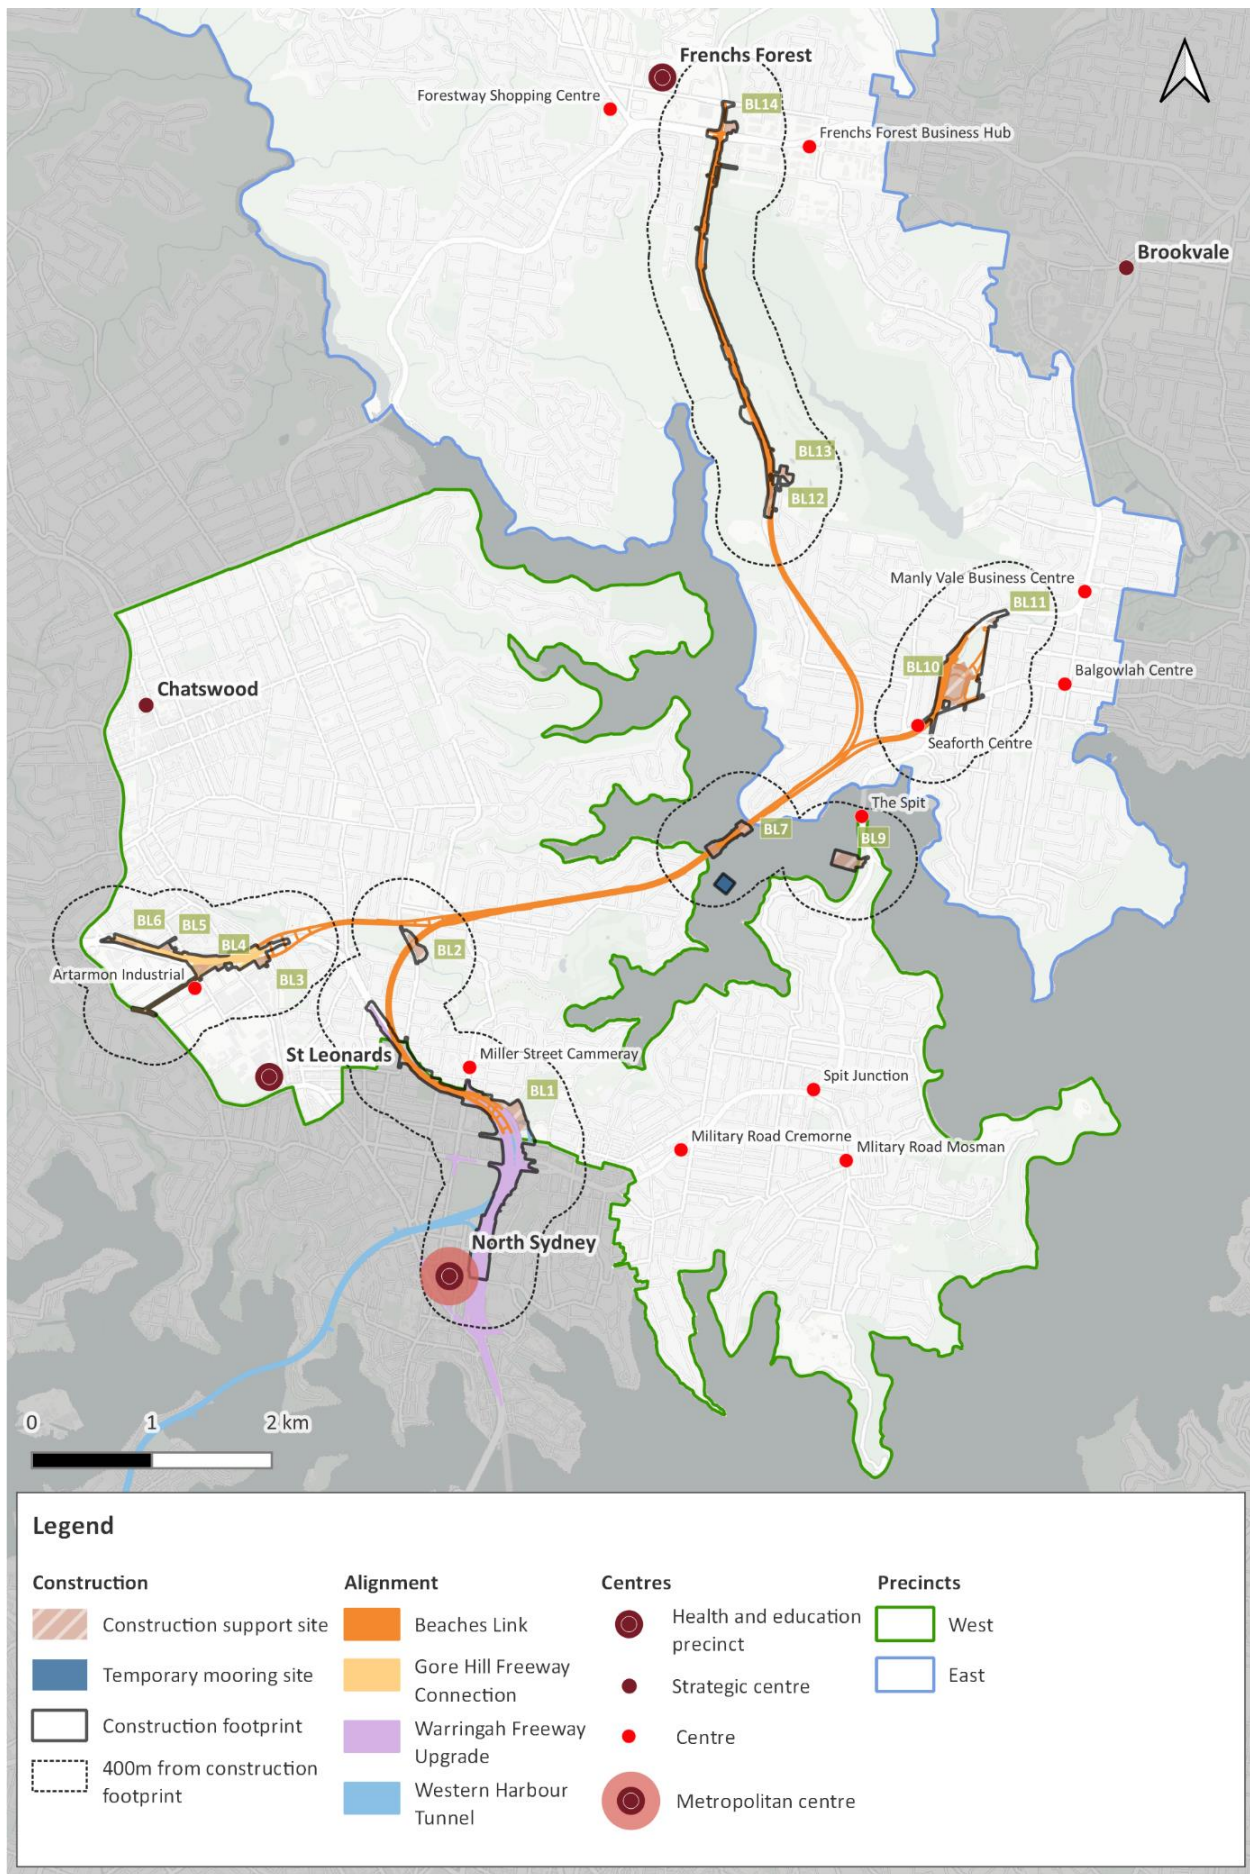 Frenchs Forest
Forestway Shopping Centre
BL14
Frenchs Forest Business Hub
Brookvale
BL13
BL12
Manly Vale Business Centre
BL11
BL10
Balgowlah Centre
Chatswood
Seaforth Centre
The Spit
BL7
BL9
BL6
BL5
BL4
BL2
Artarmon Industrial
BL3
St Leonards
Miller Street Cammeray
Spit Junction
BL1
Military Road Cremorne
Mlitary Road Mosman
North Sydney
0 1 2 km
Legend
Construction
Construction support site
Temporary mooring site
Construction footprint
400m from construction
footprint
Alignment
Beaches Link
Gore Hill Freeway
Connection
Warringah Freeway
Upgrade
Western Harbour
Tunnel
Centres
Health and education
precinct
Strategic centre
Centre
Metropolitan centre
Precincts
West
East